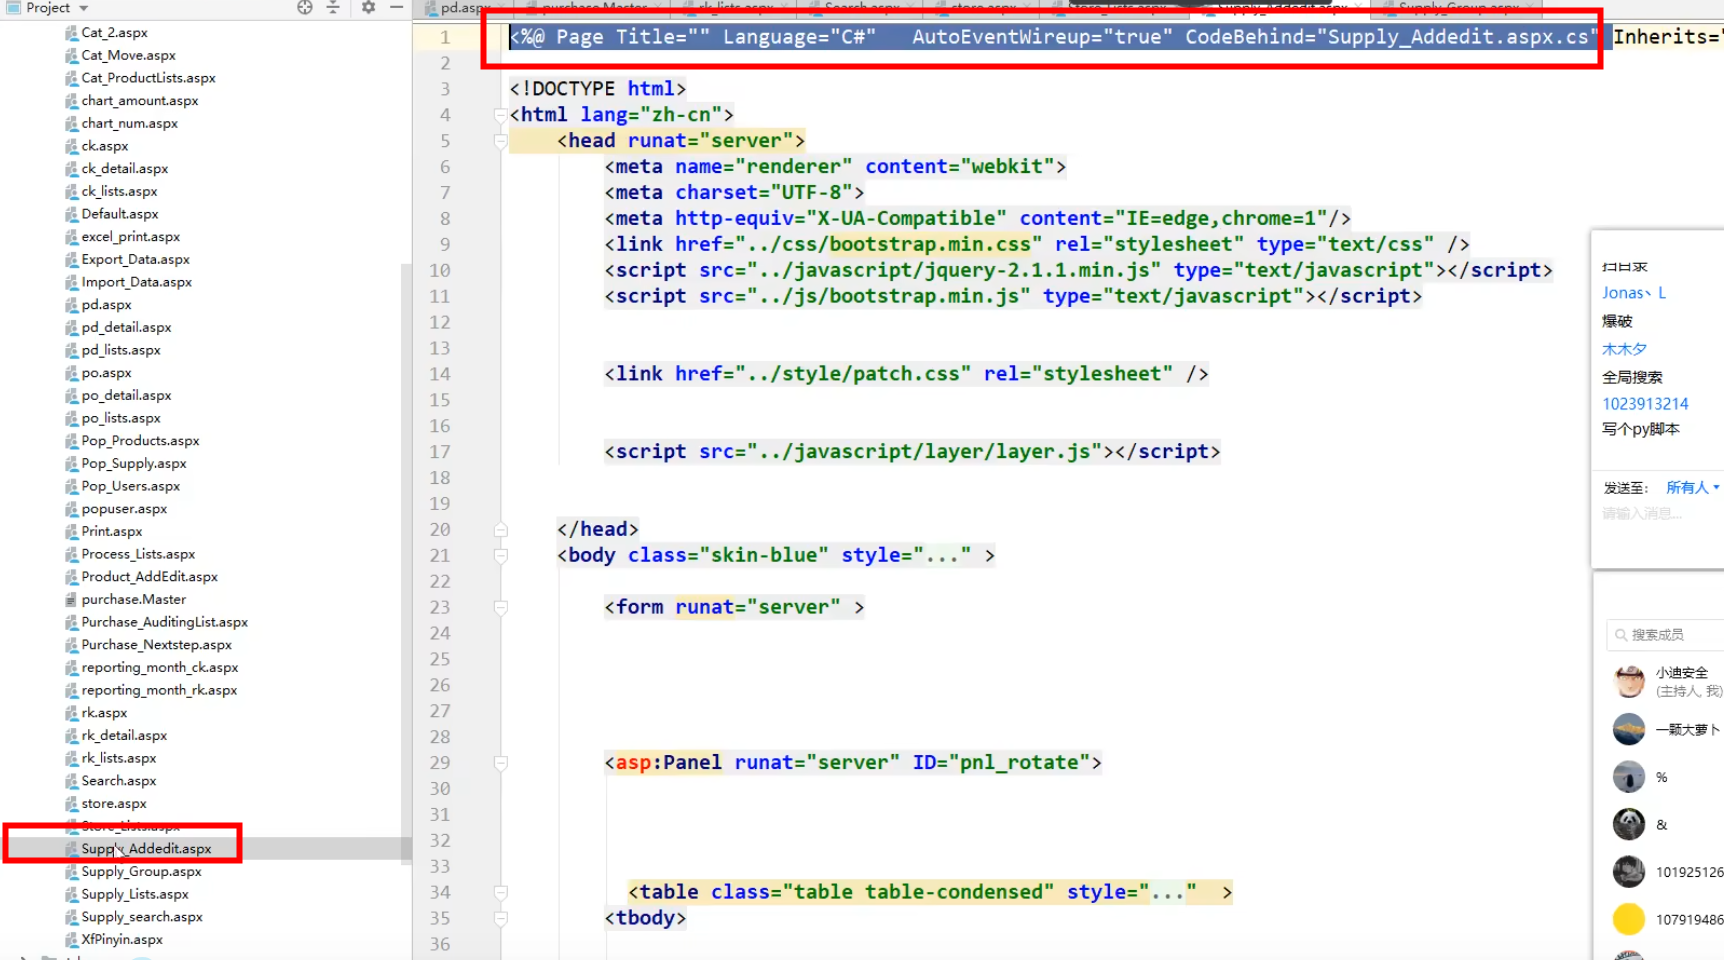 Project
Cat_2.aspx
Cat_Move.aspx
Cat_ProductLists.aspx
chart_amount.aspx
chart_num.aspx
ck.aspx
ck_detail.aspx
ck_lists.aspx
Default.aspx
excel_print.aspx
Export_Data.aspx
Import_Data.aspx
pd.aspx
pd_detail.aspx
pd_lists.aspx
po.aspx
po_detail.aspx
po_lists.aspx
Pop_Products.aspx
Pop_Supply.aspx
Pop_Users.aspx
popuser.aspx
Print.aspx
Process_Lists.aspx
Product_AddEdit.aspx
purchase.Master
Purchase_AuditingList.aspx
Purchase_Nextstep.aspx
reporting_month_ck.aspx
reporting_month_rk.aspx
rk.aspx
rk_detail.aspx
rk_lists.aspx
Search.aspx
store.aspx
Store_Lists.aspx
Supply_Addedit.aspx
Supply_Group.aspx
Supply_Lists.aspx
Supply_search.aspx
XfPinyin.aspx
pd.aspx purchase.Master rk_lists.aspx Search.aspx store.aspx Store_Lists.aspx Supply_Addedit.aspx Supply_Group.aspx
1 <%@ Page Title="" Language="C#" AutoEventWireup="true" CodeBehind="Supply_Addedit.aspx.cs" Inherits="
2
3 <!DOCTYPE html>
4 <html lang="zh-cn">
5 <head runat="server">
6 <meta name="renderer" content="webkit">
7 <meta charset="UTF-8">
8 <meta http-equiv="X-UA-Compatible" content="IE=edge,chrome=1"/>
9 <link href="../css/bootstrap.min.css" rel="stylesheet" type="text/css" />
10 <script src="../javascript/jquery-2.1.1.min.js" type="text/javascript"></script>
11 <script src="../js/bootstrap.min.js" type="text/javascript"></script>
12
13
14 <link href="../style/patch.css" rel="stylesheet" />
15
16
17 <script src="../javascript/layer/layer.js"></script>
18
19
20 </head>
21 <body class="skin-blue" style="..." >
22
23 <form runat="server" >
24
25
26
27
28
29 <asp:Panel runat="server" ID="pnl_rotate">
30
31
32
33
34 <table class="table table-condensed" style="..." >
35 <tbody>
36
扫目录
Jonas、L
爆破
木木夕
全局搜索
1023913214
写个py脚本
发送至: 所有人
请输入消息...
搜索成员
小迪安全
(主持人, 我)
一颗大萝卜
%
&
101925126
107919486